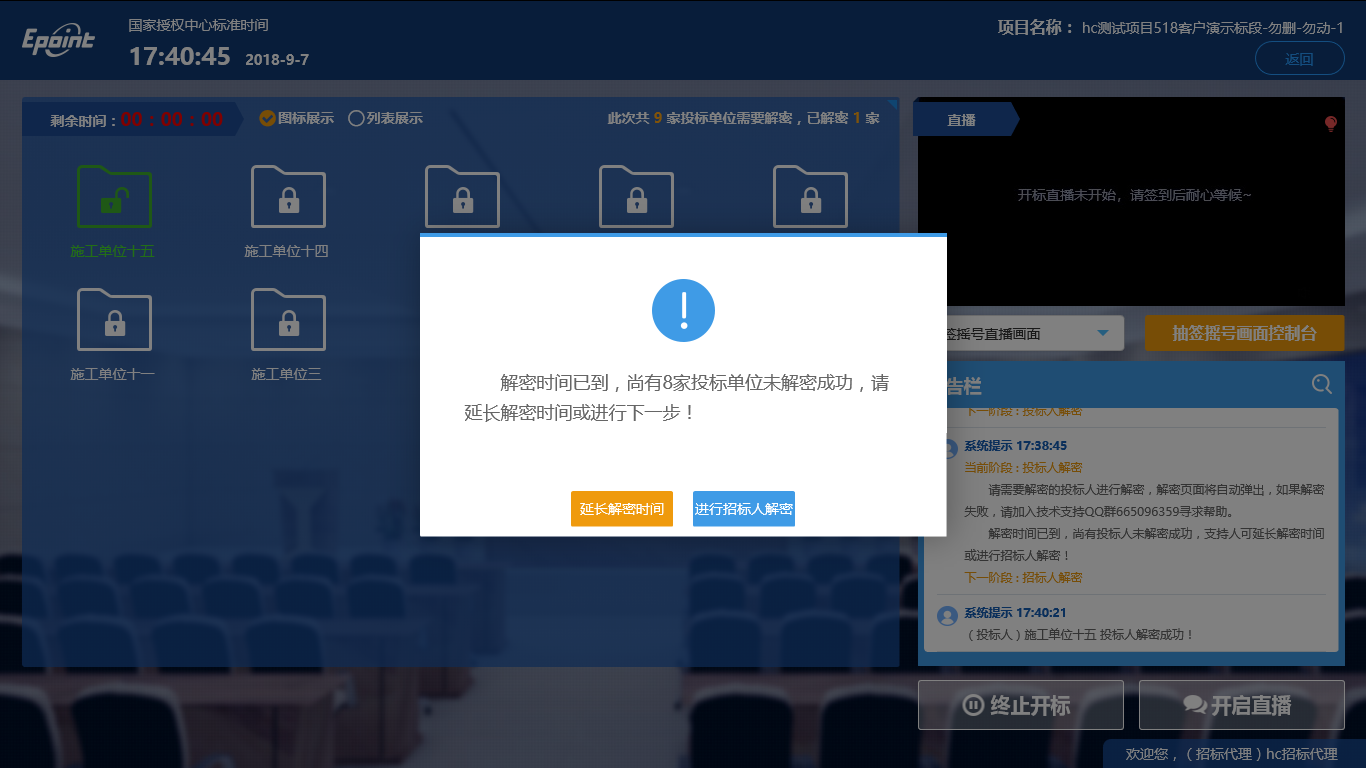 Epoint
国家授权中心标准时间
17:40:45 2018-9-7
项目名称： hc测试项目518客户演示标段-勿删-勿动-1
返回
剩余时间：00：00：00
图标展示 列表展示
此次共 9 家投标单位需要解密，已解密 1 家
直播
开标直播未开始，请签到后耐心等候~
施工单位十五 施工单位十四
施工单位十一 施工单位三
解密时间已到，尚有8家投标单位未解密成功，请
延长解密时间或进行下一步！
延长解密时间 进行招标人解密
签摇号直播画面
抽签摇号画面控制台
告栏
下一阶段：投标人解密
系统提示 17:38:45
当前阶段：投标人解密
请需要解密的投标人进行解密，解密页面将自动弹出，如果解密
失败，请加入技术支持QQ群665096359寻求帮助。
解密时间已到，尚有投标人未解密成功，支持人可延长解密时间
或进行招标人解密！
下一阶段：招标人解密
系统提示 17:40:21
（投标人）施工单位十五 投标人解密成功！
终止开标
开启直播
欢迎您，（招标代理）hc招标代理